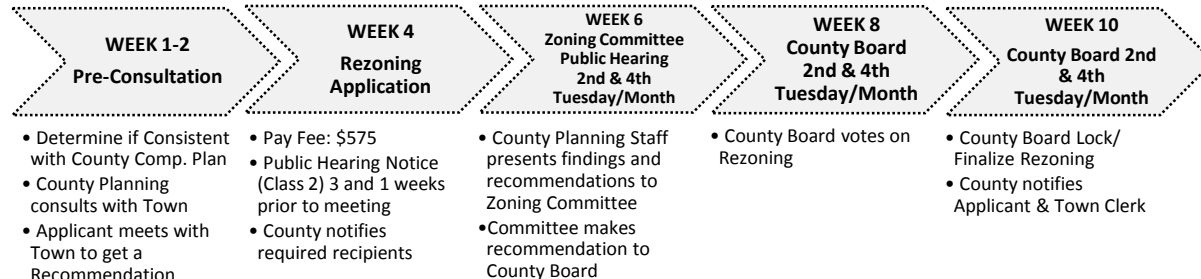 WEEK 1-2
Pre-Consultation
• Determine if Consistent
with County Comp. Plan
• County Planning
consults with Town
• Applicant meets with
Town to get a
Recommendation
WEEK 4
Rezoning
Application
• Pay Fee: $575
• Public Hearing Notice
(Class 2) 3 and 1 weeks
prior to meeting
• County notifies
required recipients
WEEK 6
Zoning Committee
Public Hearing
2nd & 4th
Tuesday/Month
• County Planning Staff
presents findings and
recommendations to
Zoning Committee
•Committee makes
recommendation to
County Board
WEEK 8
County Board
2nd & 4th
Tuesday/Month
• County Board votes on
Rezoning
WEEK 10
County Board 2nd
& 4th
Tuesday/Month
• County Board Lock/
Finalize Rezoning
• County notifies
Applicant & Town Clerk